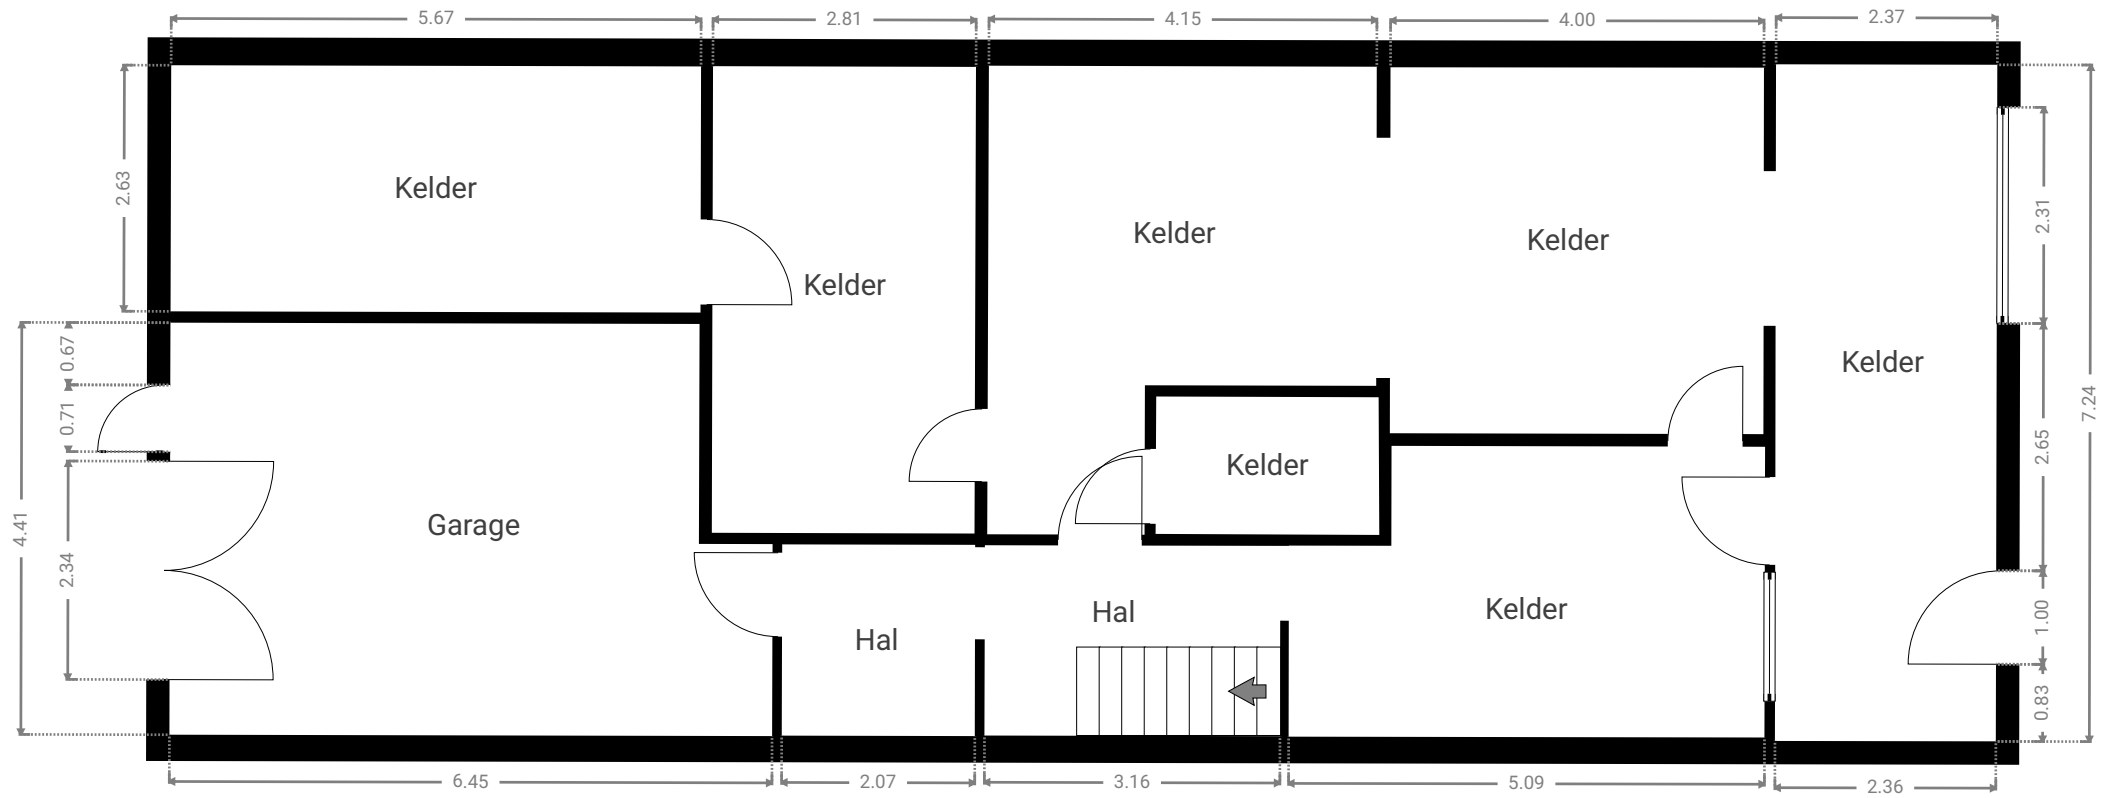 5.67
2.81
4.15
4.00
2.37
2.63
Kelder
Kelder
Kelder
Kelder
Kelder
2.31
0.67
0.71
4.41
2.34
Garage
Kelder
2.65
7.24
Hal
Hal
Kelder
1.00
0.83
6.45
2.07
3.16
5.09
2.36